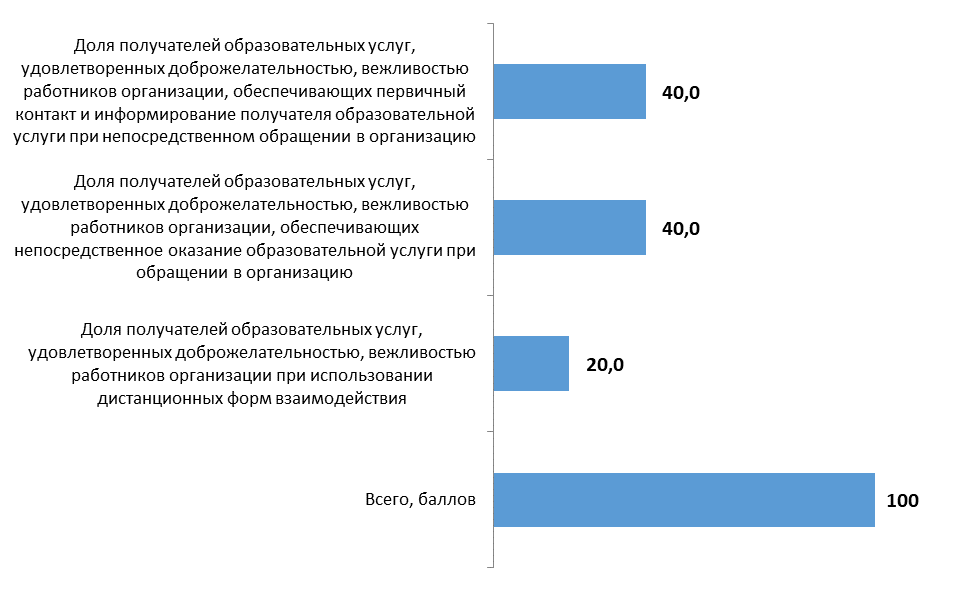 Доля получателей образовательных услуг,
удовлетворенных доброжелательностью, вежливостью
работников организации, обеспечивающих первичный
контакт и информирование получателя образовательной
услуги при непосредственном обращении в организацию
40,0
Доля получателей образовательных услуг,
удовлетворенных доброжелательностью, вежливостью
работников организации, обеспечивающих
непосредственное оказание образовательной услуги при
обращении в организацию
40,0
Доля получателей образовательных услуг,
удовлетворенных доброжелательностью, вежливостью
работников организации при использовании
дистанционных форм взаимодействия
20,0
Всего, баллов
100